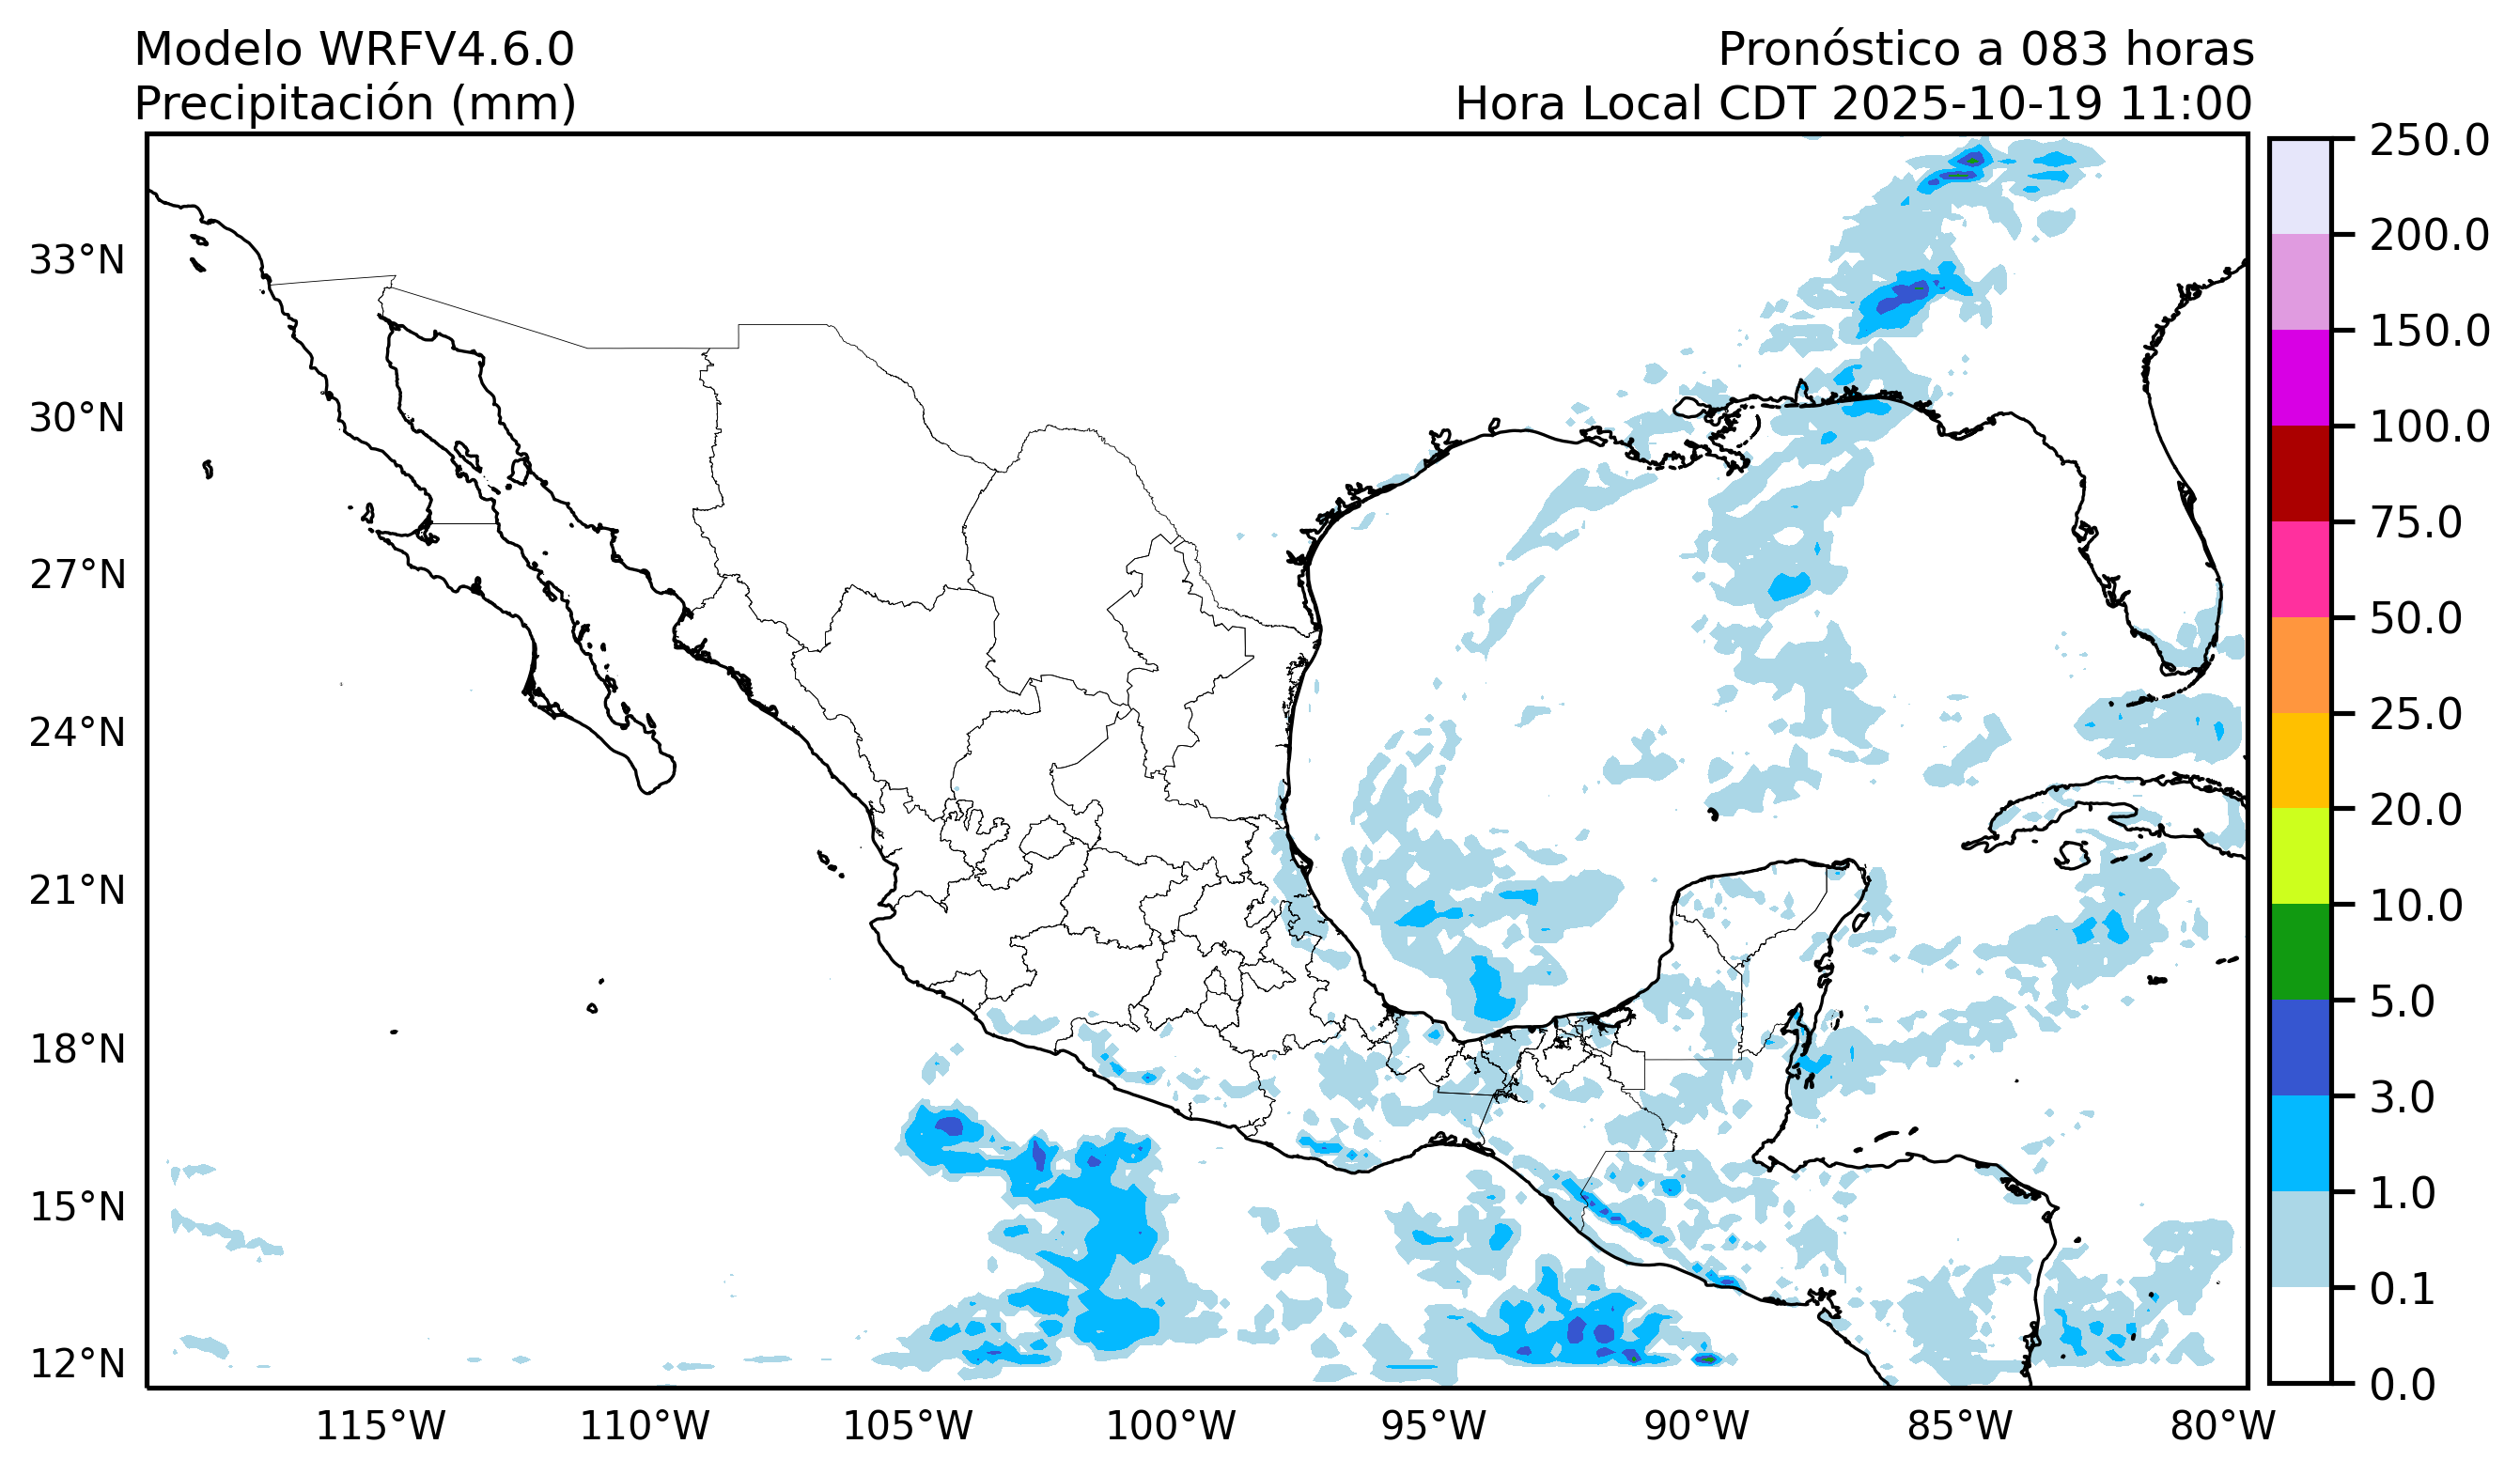 Modelo WRFV4.6.0
Precipitación (mm)
Pronóstico a 083 horas
Hora Local CDT 2025-10-19 11:00
33°N
30°N
27°N
24°N
21°N
18°N
15°N
12°N
115°W
110°W
105°W
100°W
95°W
90°W
85°W
80°W
250.0
200.0
150.0
100.0
75.0
50.0
25.0
20.0
10.0
5.0
3.0
1.0
0.1
0.0